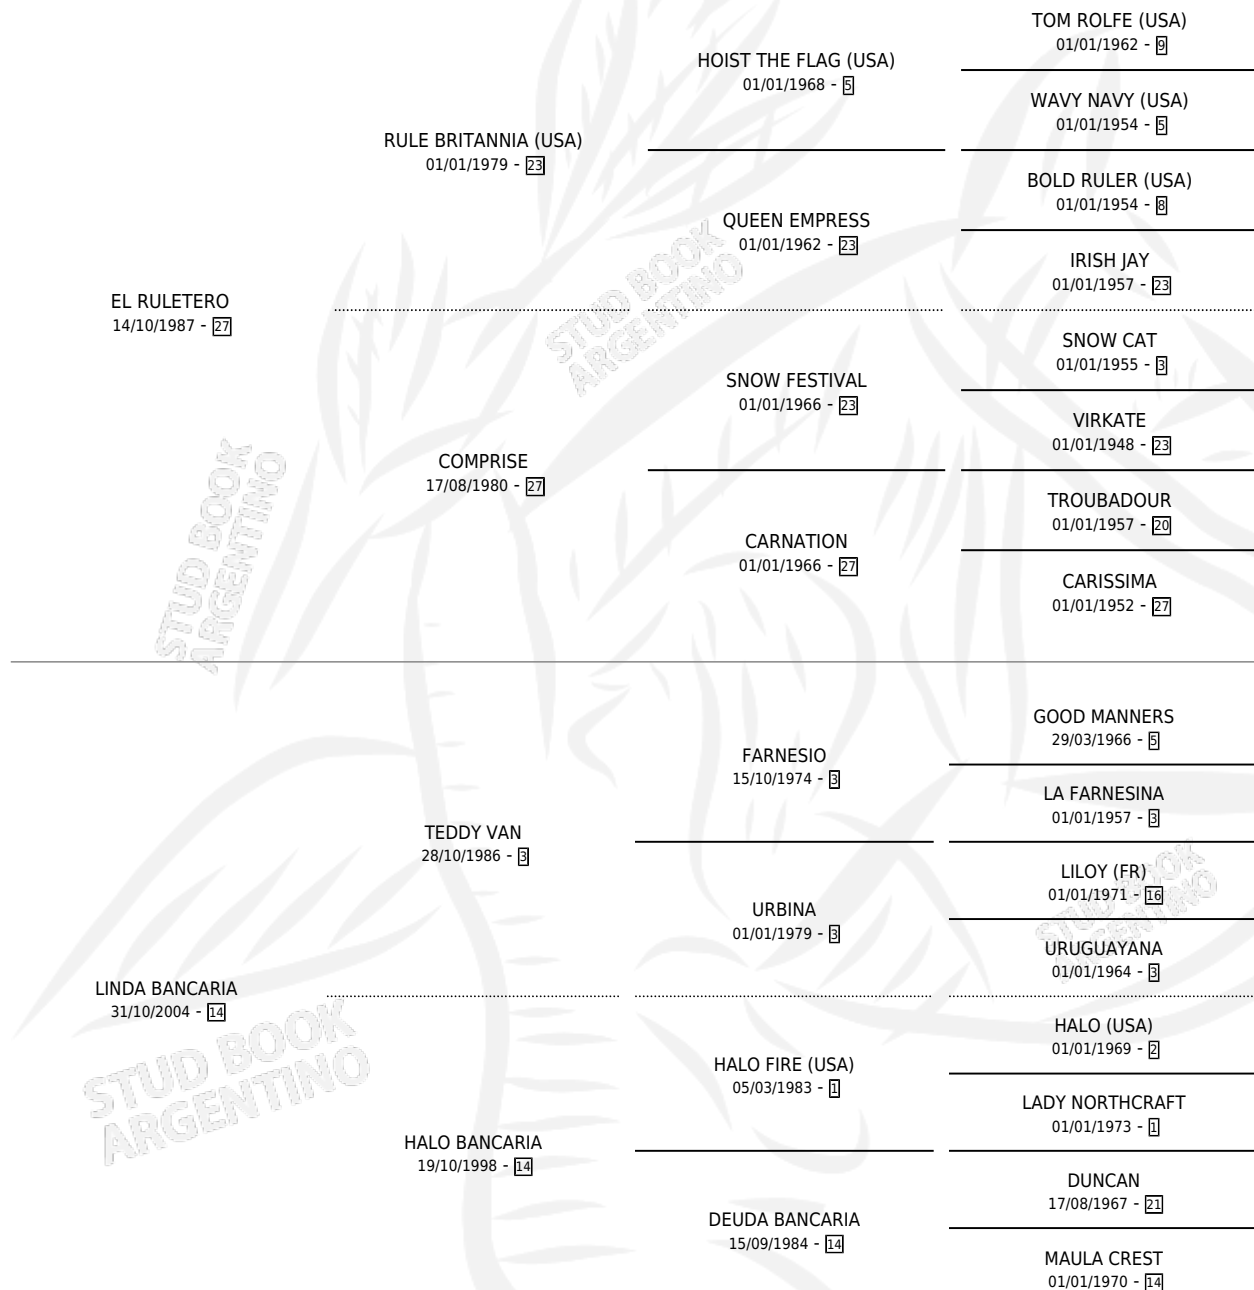 TOM ROLFE (USA)
01/01/1962 - 9
HOIST THE FLAG (USA)
01/01/1968 - 5
WAVY NAVY (USA)
01/01/1954 - 5
RULE BRITANNIA (USA)
01/01/1979 - 23
BOLD RULER (USA)
01/01/1954 - 8
QUEEN EMPRESS
01/01/1962 - 23
IRISH JAY
01/01/1957 - 23
EL RULETERO
14/10/1987 - 27
SNOW CAT
01/01/1955 - 3
SNOW FESTIVAL
01/01/1966 - 23
VIRKATE
01/01/1948 - 23
COMPRISE
17/08/1980 - 27
TROUBADOUR
01/01/1957 - 20
CARNATION
01/01/1966 - 27
CARISSIMA
01/01/1952 - 27
GOOD MANNERS
29/03/1966 - 5
FARNESIO
15/10/1974 - 3
LA FARNESINA
01/01/1957 - 3
TEDDY VAN
28/10/1986 - 3
LILOY (FR)
01/01/1971 - 16
URBINA
01/01/1979 - 3
URUGUAYANA
01/01/1964 - 3
LINDA BANCARIA
31/10/2004 - 14
HALO (USA)
01/01/1969 - 2
HALO FIRE (USA)
05/03/1983 - 1
LADY NORTHCRAFT
01/01/1973 - 1
HALO BANCARIA
19/10/1998 - 14
DUNCAN
17/08/1967 - 21
DEUDA BANCARIA
15/09/1984 - 14
MAULA CREST
01/01/1970 - 14
STUD BOOK
ARGENTINO
STUD BOOK
ARGENTINO
STUD BOOK
ARGENTINO
STUD BOOK
ARGENTINO